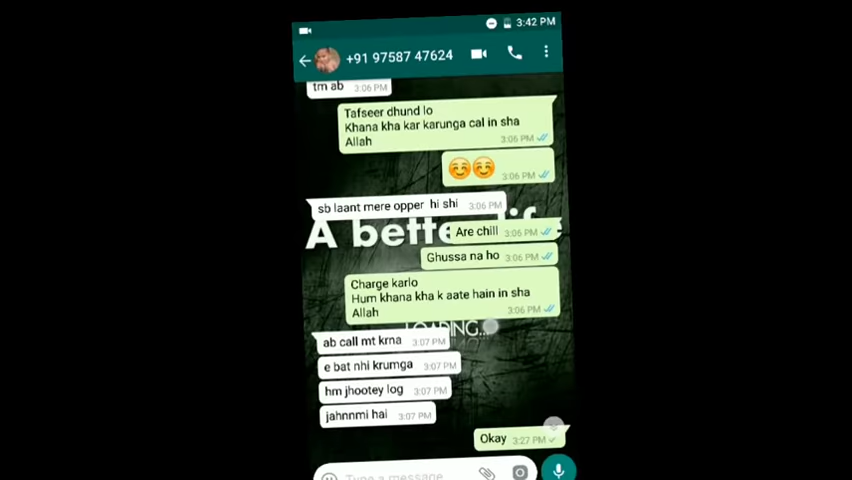 3:42 PM
+91 97587 47624
tm ab 3:06 PM
Tafseer dhund lo
Khana kha kar karunga cal in sha
Allah
3:06 PM
3:06 PM
sb laant mere opper hi shi 3:06 PM
A bette
Are chill 3:06 PM
Ghussa na ho 3:06 PM
Charge karlo
Hum khana kha k aate hain in sha
Allah
3:06 PM
LOADING...
ab call mt krna 3:07 PM
e bat nhi krumga 3:07 PM
hm jhootey log 3:07 PM
jahnnmi hai 3:07 PM
Okay 3:27 PM
Type a message